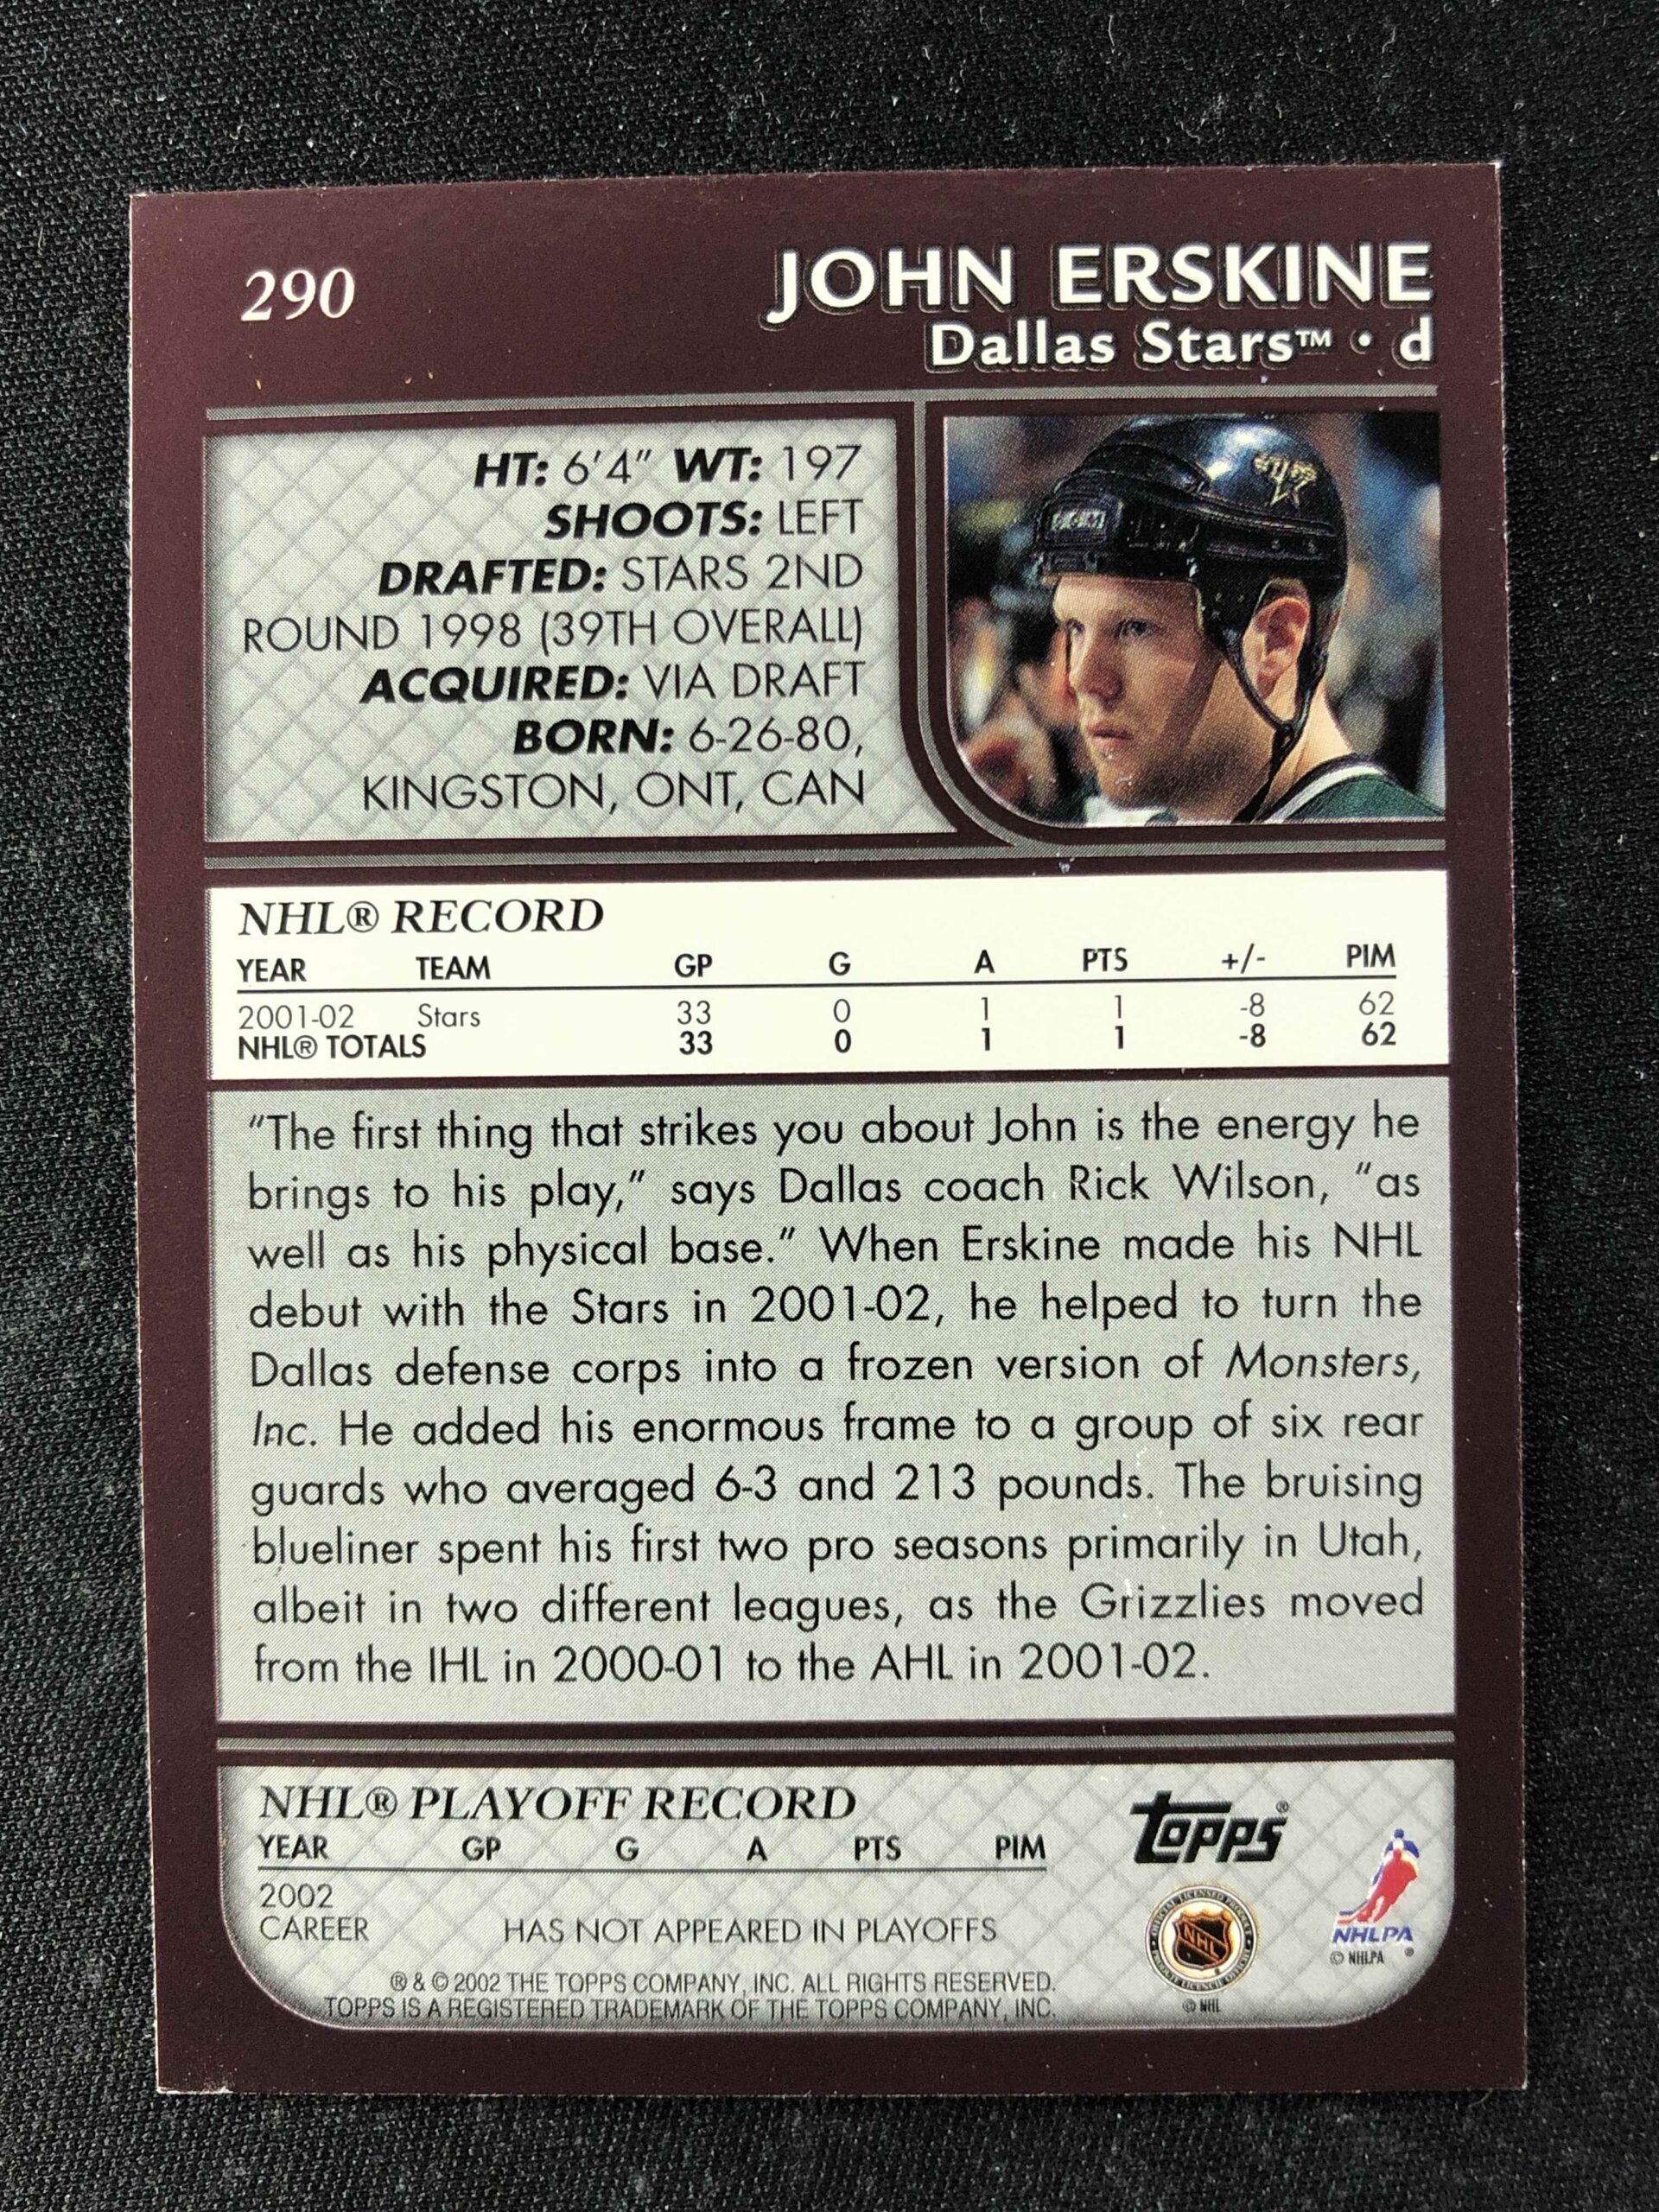 290
JOHN ERSKINE
Dallas Stars™ • d
HT: 6'4" WT: 197
SHOOTS: LEFT
DRAFTED: STARS 2ND
ROUND 1998 (39TH OVERALL)
ACQUIRED: VIA DRAFT
BORN: 6-26-80,
KINGSTON, ONT, CAN
NHL® RECORD
YEAR TEAM GP G A PTS +/- PIM
2001-02 Stars 33 0 1 1 -8 62
NHL® TOTALS 33 0 1 1 -8 62
"The first thing that strikes you about John is the energy he
brings to his play," says Dallas coach Rick Wilson, "as
well as his physical base." When Erskine made his NHL
debut with the Stars in 2001-02, he helped to turn the
Dallas defense corps into a frozen version of Monsters,
Inc. He added his enormous frame to a group of six rear
guards who averaged 6-3 and 213 pounds. The bruising
blueliner spent his first two pro seasons primarily in Utah,
albeit in two different leagues, as the Grizzlies moved
from the IHL in 2000-01 to the AHL in 2001-02.
NHL® PLAYOFF RECORD
YEAR GP G A PTS PIM
2002
CAREER HAS NOT APPEARED IN PLAYOFFS
® & © 2002 THE TOPPS COMPANY, INC. ALL RIGHTS RESERVED.
TOPPS IS A REGISTERED TRADEMARK OF THE TOPPS COMPANY, INC.
Topps®
NHL
© NHL
NHLPA
© NHLPA ®